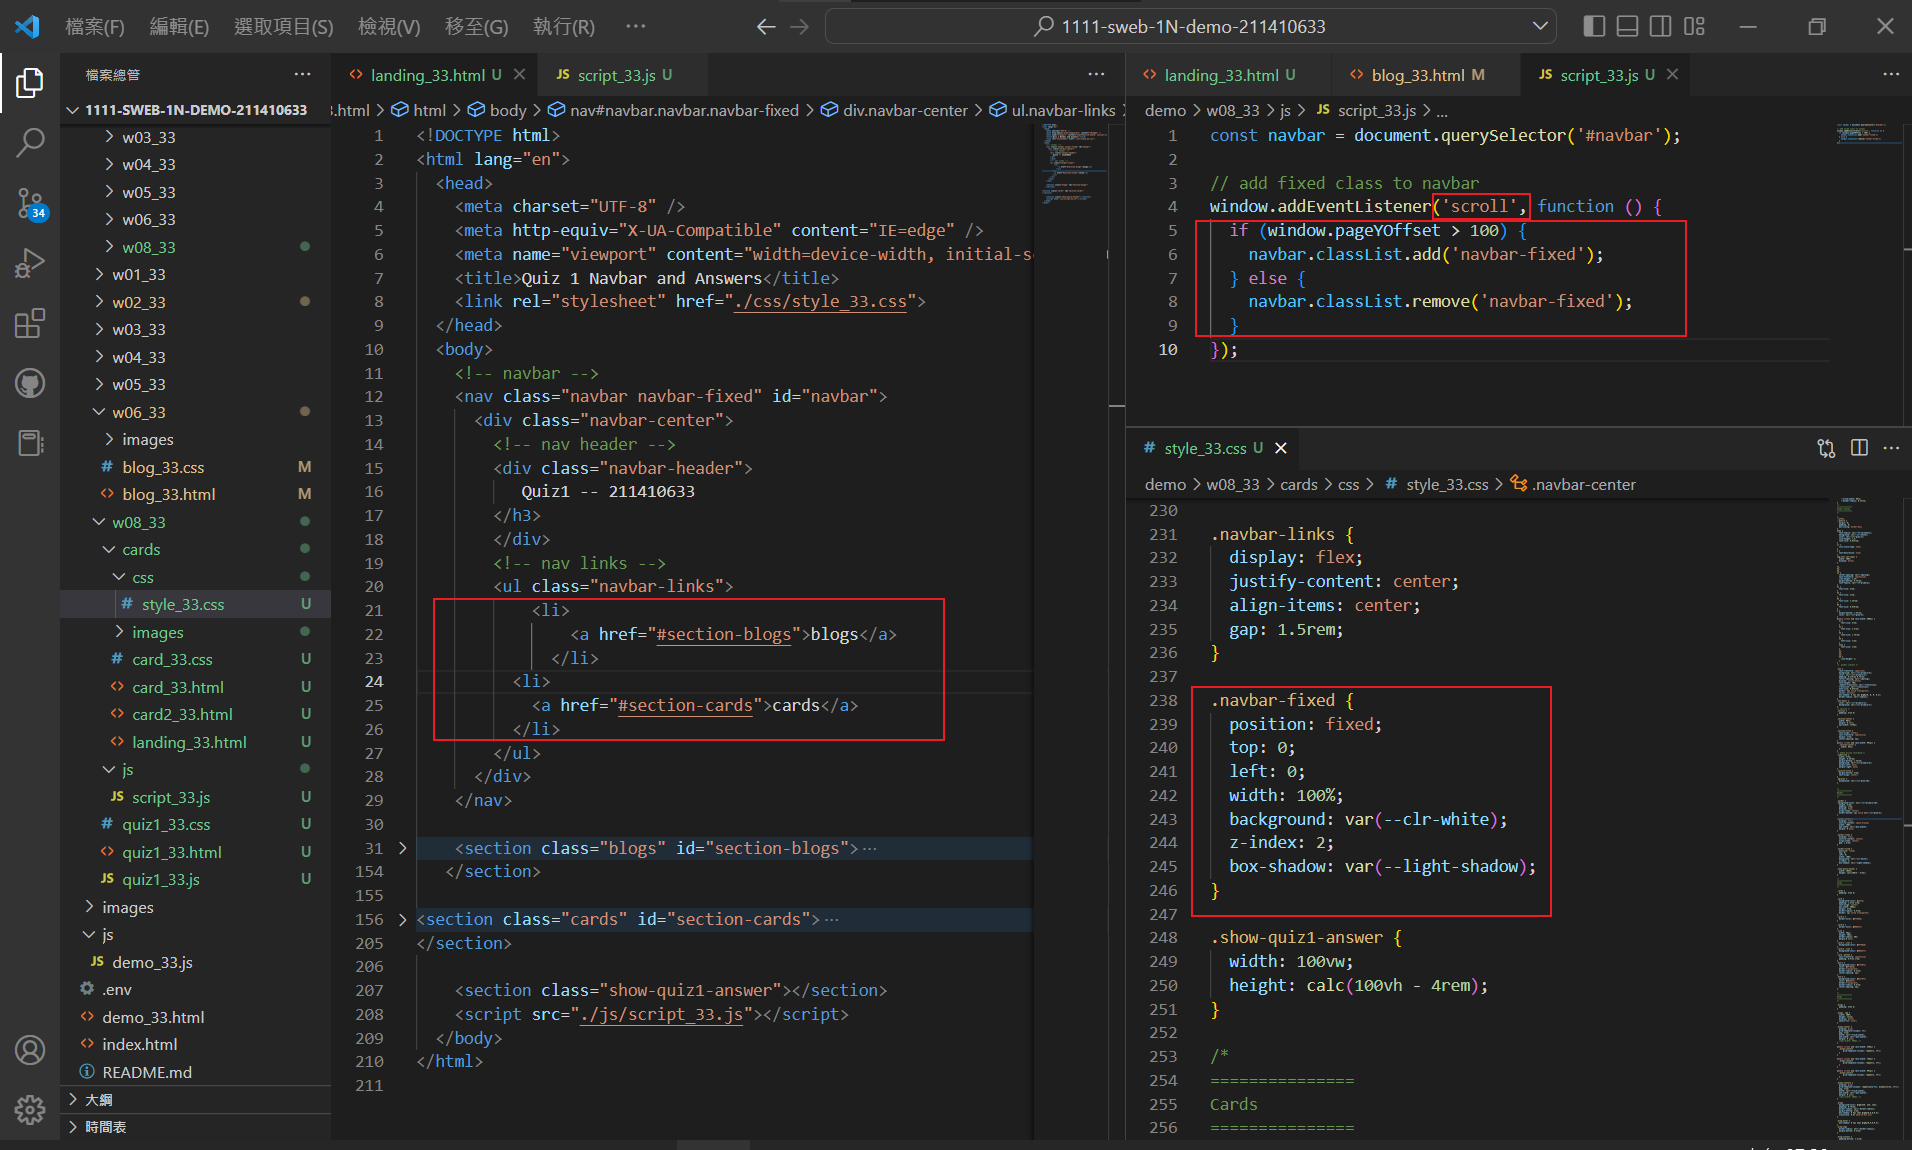 檔案(F) 編輯(E) 選取項目(S) 檢視(V) 移至(G) 執行(R) ···
1111-sweb-1N-demo-211410633
檔案總管
1111-SWEB-1N-DEMO-211410633
w03_33
w04_33
w05_33
w06_33
w08_33
w01_33
w02_33
w03_33
w04_33
w05_33
w06_33
images
# blog_33.css M
<> blog_33.html M
w08_33
cards
css
# style_33.css U
images
# card_33.css U
<> card_33.html U
<> card2_33.html U
<> landing_33.html U
js
JS script_33.js U
# quiz1_33.css U
<> quiz1_33.html U
JS quiz1_33.js U
images
js
JS demo_33.js
.env
<> demo_33.html
<> index.html
README.md
大綱
時間表
34
<> landing_33.html U
JS script_33.js U
3.html > html > body > nav#navbar.navbar.navbar-fixed > div.navbar-center > ul.navbar-links
1 <!DOCTYPE html>
2 <html lang="en">
3 <head>
4 <meta charset="UTF-8" />
5 <meta http-equiv="X-UA-Compatible" content="IE=edge" />
6 <meta name="viewport" content="width=device-width, initial-s
7 <title>Quiz 1 Navbar and Answers</title>
8 <link rel="stylesheet" href="./css/style_33.css">
9 </head>
10 <body>
11 <!-- navbar -->
12 <nav class="navbar navbar-fixed" id="navbar">
13 <div class="navbar-center">
14 <!-- nav header -->
15 <div class="navbar-header">
16 Quiz1 -- 211410633
17 </h3>
18 </div>
19 <!-- nav links -->
20 <ul class="navbar-links">
21 <li>
22 <a href="#section-blogs">blogs</a>
23 </li>
24 <li>
25 <a href="#section-cards">cards</a>
26 </li>
27 </ul>
28 </div>
29 </nav>
30
31 <section class="blogs" id="section-blogs">···
154 </section>
155
156 <section class="cards" id="section-cards">···
205 </section>
206
207 <section class="show-quiz1-answer"></section>
208 <script src="./js/script_33.js"></script>
209 </body>
210 </html>
211
<> landing_33.html U
<> blog_33.html M
JS script_33.js U
demo > w08_33 > js > JS script_33.js > ...
1 const navbar = document.querySelector('#navbar');
2
3 // add fixed class to navbar
4 window.addEventListener('scroll', function () {
5 if (window.pageYOffset > 100) {
6 navbar.classList.add('navbar-fixed');
7 } else {
8 navbar.classList.remove('navbar-fixed');
9 }
10 });
# style_33.css U
demo > w08_33 > cards > css > # style_33.css > .navbar-center
230
231 .navbar-links {
232 display: flex;
233 justify-content: center;
234 align-items: center;
235 gap: 1.5rem;
236 }
237
238 .navbar-fixed {
239 position: fixed;
240 top: 0;
241 left: 0;
242 width: 100%;
243 background: var(--clr-white);
244 z-index: 2;
245 box-shadow: var(--light-shadow);
246 }
247
248 .show-quiz1-answer {
249 width: 100vw;
250 height: calc(100vh - 4rem);
251 }
252
253 /*
254 ===============
255 Cards
256 ===============